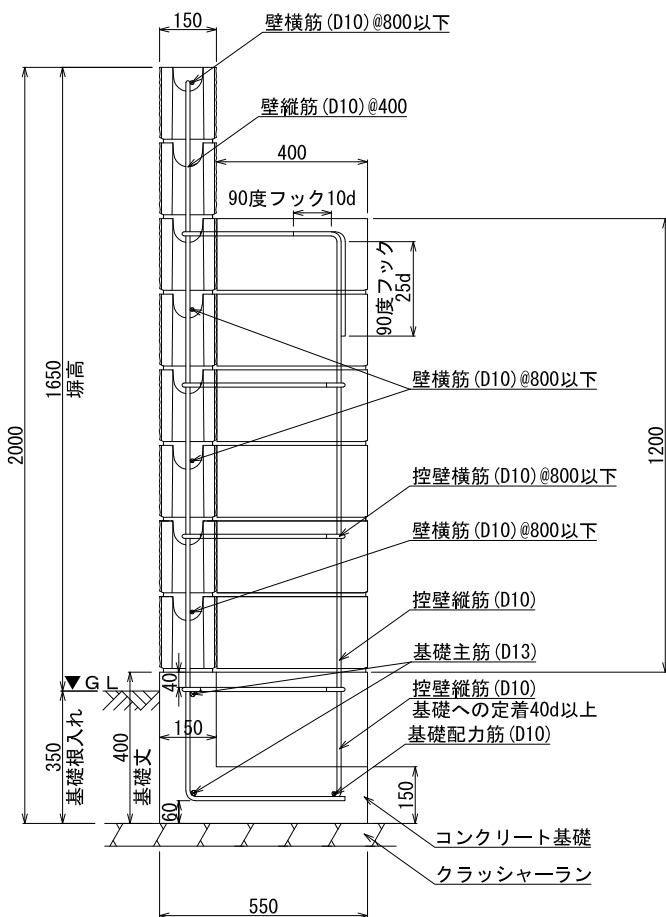 150
壁横筋(D10)@800以下
壁縦筋(D10)@400
400
90度フック10d
90度フック
25d
1650
塀高
2000
壁横筋(D10)@800以下
1200
控壁横筋(D10)@800以下
壁横筋(D10)@800以下
控壁縦筋(D10)
基礎主筋(D13)
▼GL
40
控壁縦筋(D10)
基礎への定着40d以上
150
基礎配力筋(D10)
350
基礎根入れ
400
基礎丈
60
150
コンクリート基礎
クラッシャーラン
550